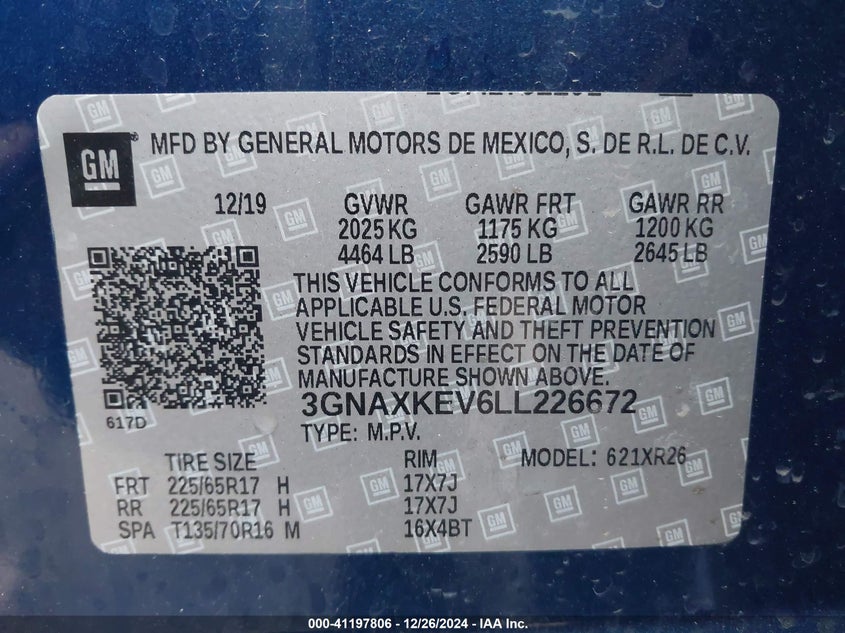 GM
MFD BY GENERAL MOTORS DE MEXICO, S. DE R.L. DE C.V.
12/19 GVWR GAWR FRT GAWR RR
2025 KG 1175 KG 1200 KG
4464 LB 2590 LB 2645 LB
THIS VEHICLE CONFORMS TO ALL
APPLICABLE U.S. FEDERAL MOTOR
VEHICLE SAFETY AND THEFT PREVENTION
STANDARDS IN EFFECT ON THE DATE OF
MANUFACTURE SHOWN ABOVE.
3GNAXKEV6LL226672
617D
TYPE: M.P.V.
TIRE SIZE RIM MODEL: 621XR26
FRT 225/65R17 H 17X7J
RR 225/65R17 H 17X7J
SPA T135/70R16 M 16X4BT
000-41197806 - 12/26/2024 - IAA Inc.